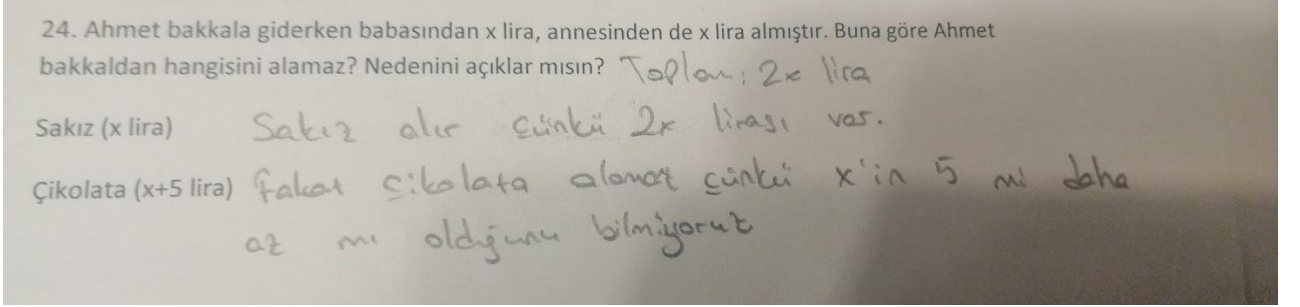 24. Ahmet bakkala giderken babasından x lira, annesinden de x lira almıştır. Buna göre Ahmet
bakkaldan hangisini alamaz? Nedenini açıklar mısın? Toplam: 2x lira
Sakız (x lira) Sakız alır çünkü 2x lirası var.
Çikolata (x+5 lira) fakat çikolata alamaz çünkü x'in 5 mi daha
az mı olduğunu bilmiyoruz